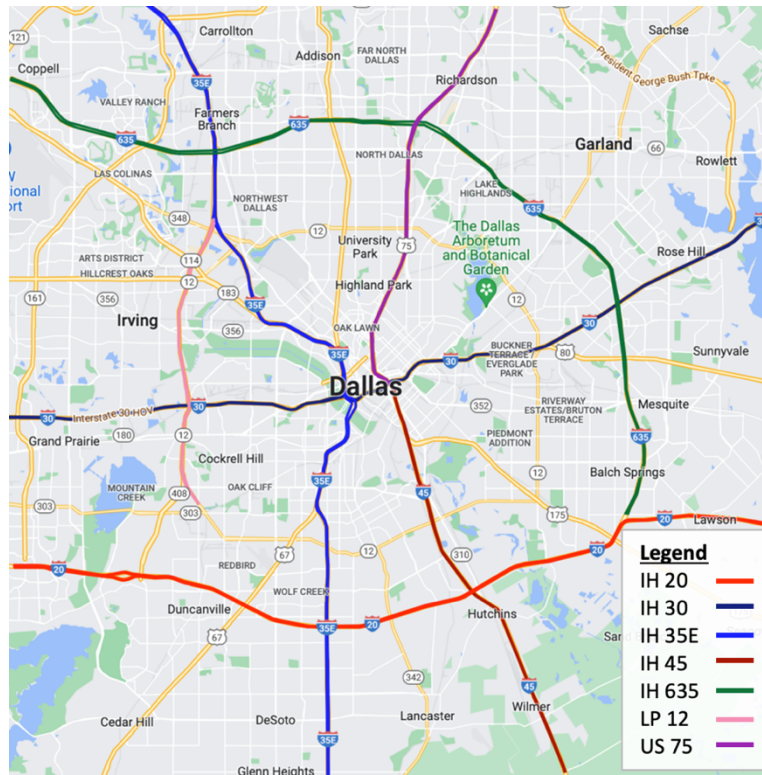 Carrollton
Sachse
121
Addison
FAR NORTH
DALLAS
President George Bush Tpke
Coppell
35E
Richardson
VALLEY RANCH
Farmers
Branch
635
635
NORTH DALLAS
Garland
66
Rowlett
LAS COLINAS
LAKE
HIGHLANDS
635
ional
port
348
NORTHWEST
DALLAS
12
The Dallas
Arboretum
and Botanical
Garden
University
Park
75
Rose Hill
ARTS DISTRICT
HILLCREST OAKS
114
12
Highland Park
161
356
183
35E
12
Irving
356
OAK LAWN
30
35E
BUCKNER
TERRACE /
EVERGLADE
PARK
30
80
Sunnyvale
Dallas
Interstate 30 HOV
30
30
352
RIVERWAY
ESTATES/BRUTON
TERRACE
Mesquite
Grand Prairie
180
12
PIEDMONT
ADDITION
635
Cockrell Hill
35E
12
Balch Springs
MOUNTAIN
CREEK
408
OAK CLIFF
45
303
303
175
20
Lawson
67
12
310
20
20
REDBIRD
WOLF CREEK
Duncanville
35E
20
Hutchins
67
342
45
Wilmer
Cedar Hill
DeSoto
Lancaster
35E
Glenn Heights
Legend
IH 20
IH 30
IH 35E
IH 45
IH 635
LP 12
US 75